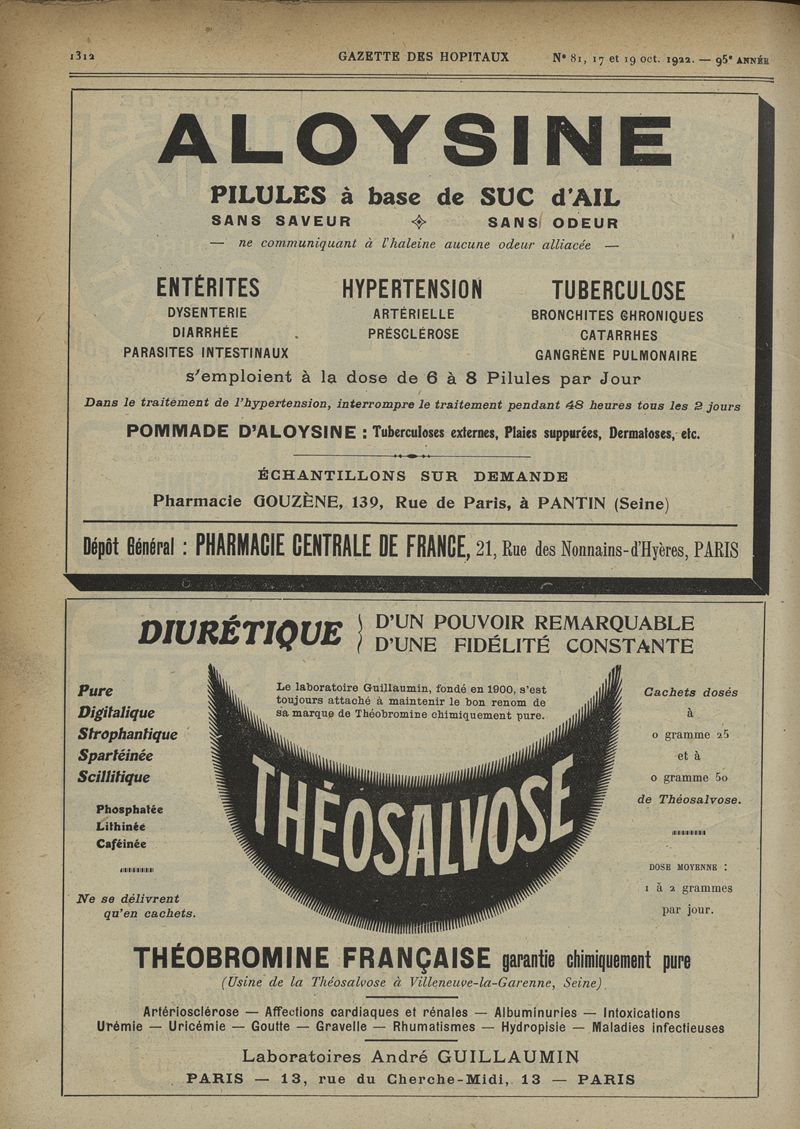 1312 GAZETTE DES HOPITAUX N° 81, 17 et 19 oct. 1922. — 95e ANNÉE
ALOYSINE
PILULES à base de SUC d'AIL
SANS SAVEUR SANS ODEUR
— ne communiquant à l'haleine aucune odeur alliacée —
ENTÉRITES
DYSENTERIE
DIARRHÉE
PARASITES INTESTINAUX
HYPERTENSION
ARTÉRIELLE
PRÉSCLÉROSE
TUBERCULOSE
BRONCHITES CHRONIQUES
CATARRHES
GANGRÈNE PULMONAIRE
s'emploient à la dose de 6 à 8 Pilules par Jour
Dans le traitement de l'hypertension, interrompre le traitement pendant 48 heures tous les 2 jours
POMMADE D'ALOYSINE : Tuberculoses externes, Plaies suppurées, Dermatoses, etc.
ÉCHANTILLONS SUR DEMANDE
Pharmacie GOUZÈNE, 139, Rue de Paris, à PANTIN (Seine)
Dépôt Général : PHARMACIE CENTRALE DE FRANCE, 21, Rue des Nonnains-d'Hyères, PARIS
DIURÉTIQUE
D'UN POUVOIR REMARQUABLE
D'UNE FIDÉLITÉ CONSTANTE
Pure
Digitalique
Strophantique
Spartéinée
Scillitique
Phosphatée
Lithinée
Caféinée
Ne se délivrent
qu'en cachets.
Le laboratoire Guillaumin, fondé en 1900, s'est
toujours attaché à maintenir le bon renom de
sa marque de Théobromine chimiquement pure.
THÉOSALVOSE
Cachets dosés
à
0 gramme 25
et à
0 gramme 50
de Théosalvose.
DOSE MOYENNE :
1 à 2 grammes
par jour.
THÉOBROMINE FRANÇAISE garantie chimiquement pure
(Usine de la Théosalvose à Villeneuve-la-Garenne, Seine)
Artériosclérose — Affections cardiaques et rénales — Albuminuries — Intoxications
Urémie — Uricémie — Goutte — Gravelle — Rhumatismes — Hydropisie — Maladies infectieuses
Laboratoires André GUILLAUMIN
PARIS — 13, rue du Cherche-Midi, 13 — PARIS